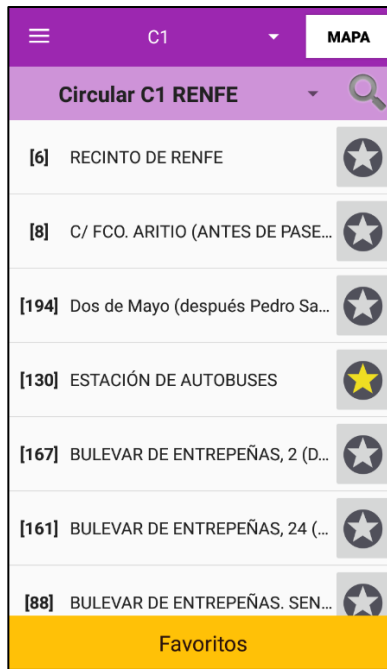 C1
MAPA
Circular C1 RENFE
[6] RECINTO DE RENFE
[8] C/ FCO. ARITIO (ANTES DE PASE...
[194] Dos de Mayo (después Pedro Sa...
[130] ESTACIÓN DE AUTOBUSES
[167] BULEVAR DE ENTREPEÑAS, 2 (D...
[161] BULEVAR DE ENTREPEÑAS, 24 (...
[88] BULEVAR DE ENTREPEÑAS. SEN...
Favoritos